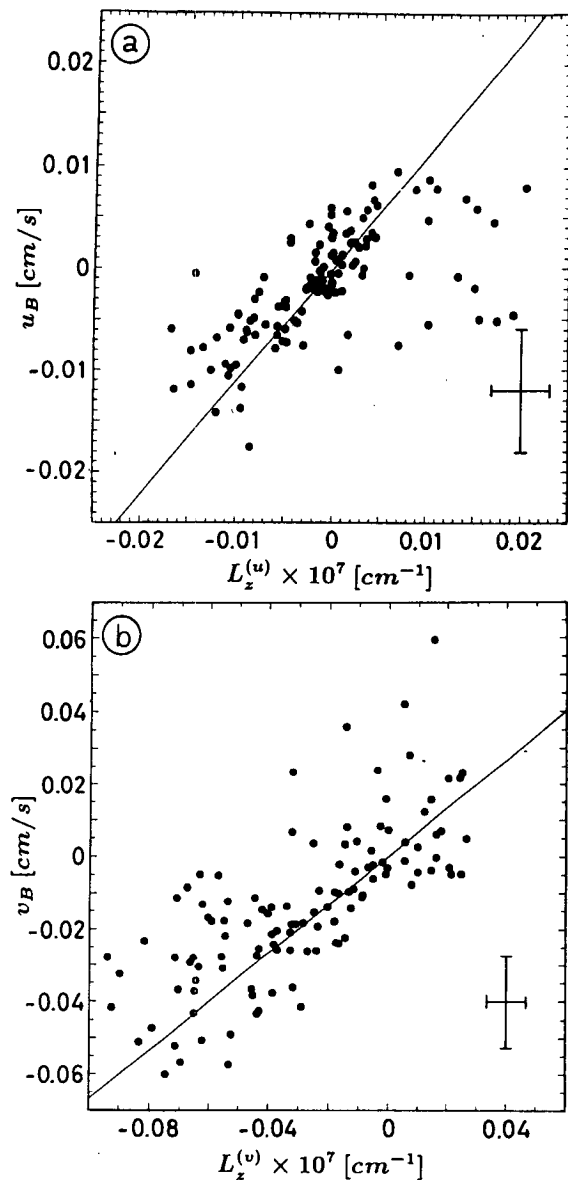 a
0.02
0.01
0
-0.01
-0.02
u_B [cm/s]
-0.02 -0.01 0 0.01 0.02
L_z^(u) × 10^7 [cm^-1]
b
0.06
0.04
0.02
0
-0.02
-0.04
-0.06
v_B [cm/s]
-0.08 -0.04 0 0.04
L_z^(v) × 10^7 [cm^-1]